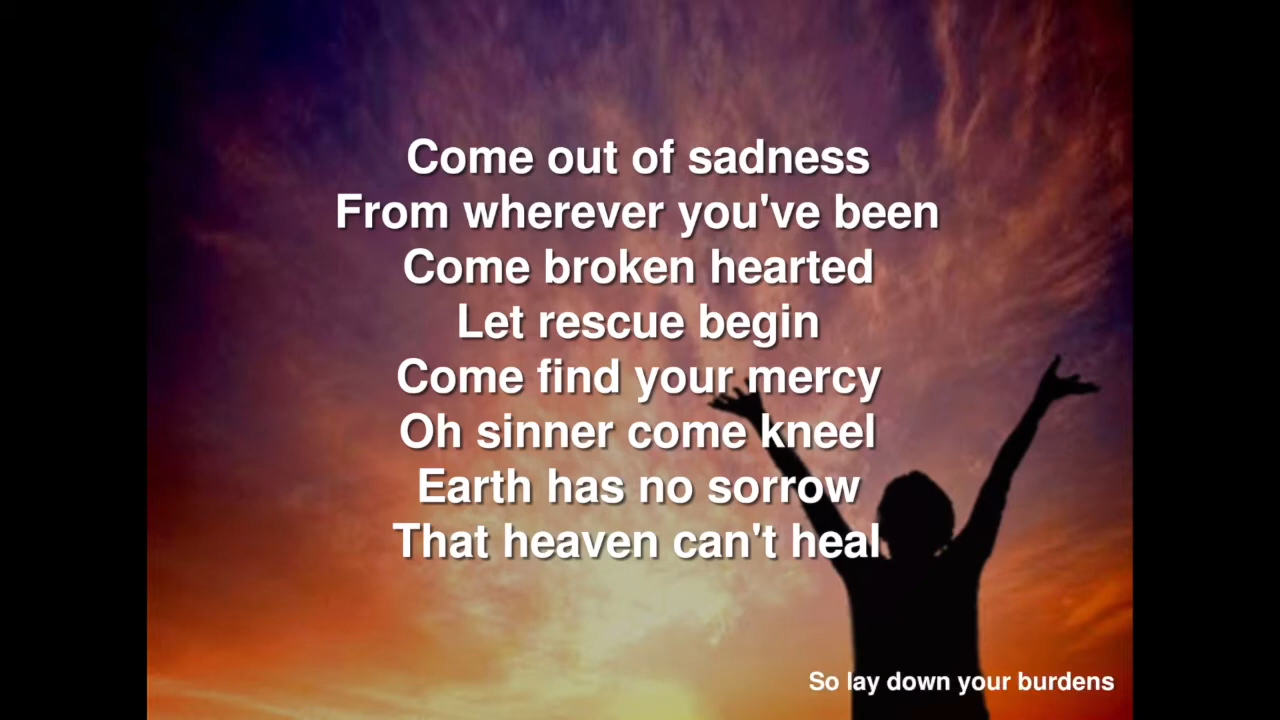 Come out of sadness
From wherever you've been
Come broken hearted
Let rescue begin
Come find your mercy
Oh sinner come kneel
Earth has no sorrow
That heaven can't heal
So lay down your burdens